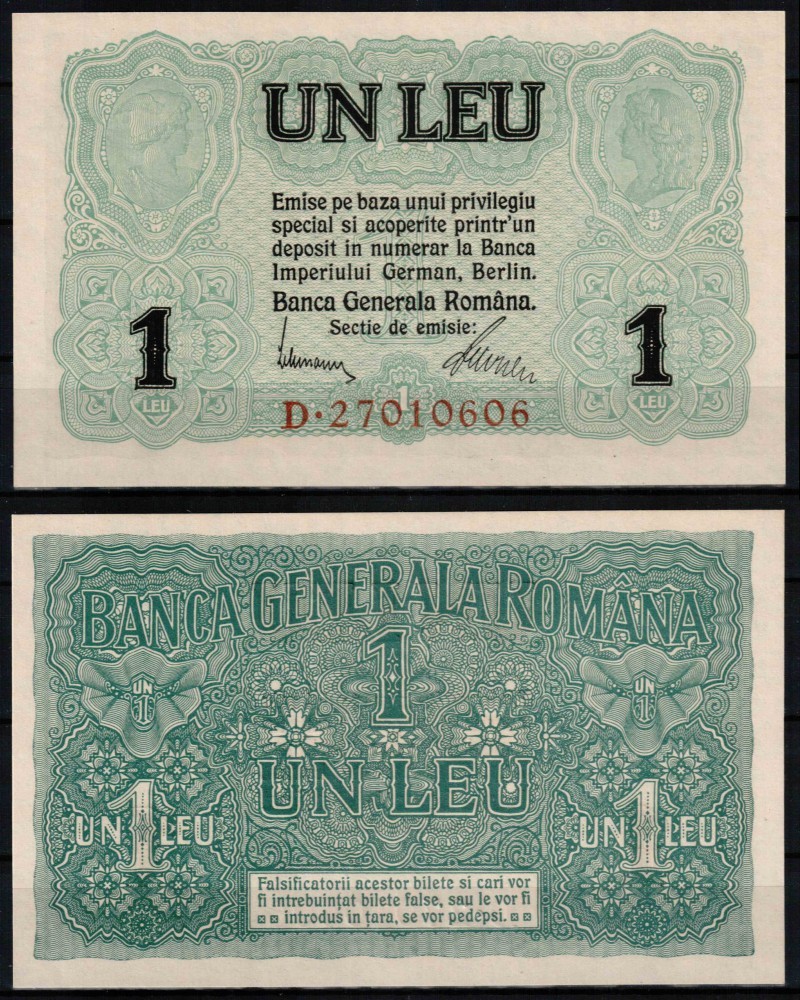 UN LEU
Emise pe baza unui privilegiu
special si acoperite printr'un
deposit in numerar la Banca
Imperiului German, Berlin.
Banca Generala Româna.
Sectie de emisie:
1
1
LEU
1
LEU
D·27010606
BANCA GENERALA ROMÂNA
1
UN 1
UN 1
UN LEU
UN 1 LEU
UN 1 LEU
Falsificatorii acestor bilete si cari vor
fi intrebuințat bilete false, sau le vor fi
introdus in țara, se vor pedepsi.